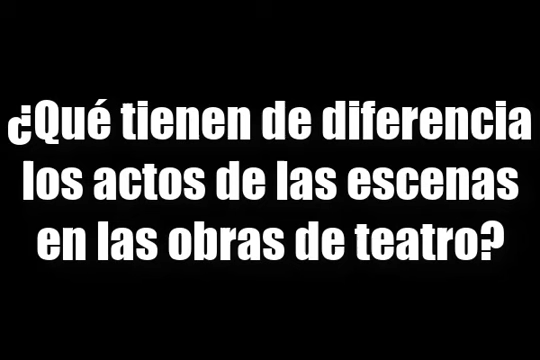 ¿Qué tienen de diferencia
los actos de las escenas
en las obras de teatro?